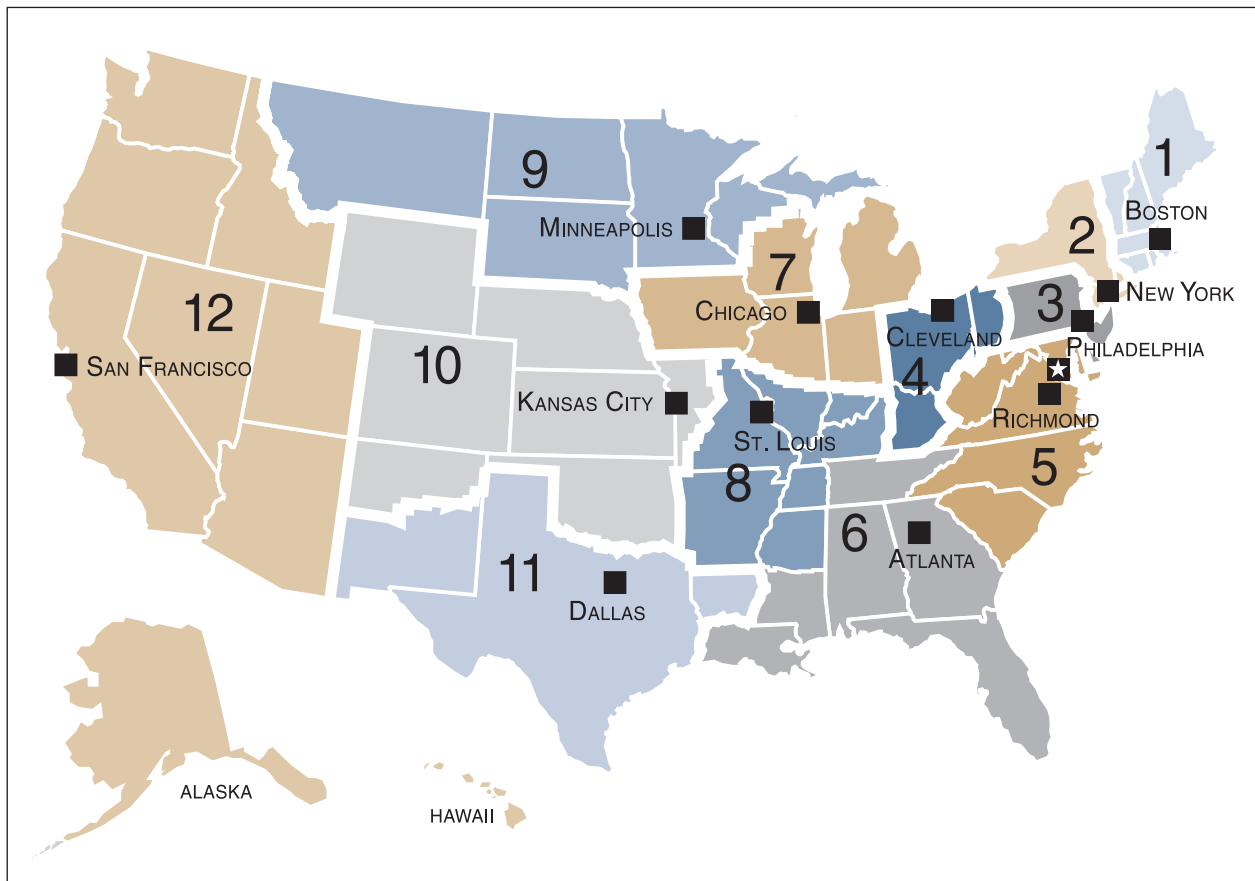 1
BOSTON
2
9
MINNEAPOLIS
7
NEW YORK
3
12
CHICAGO
CLEVELAND
PHILADELPHIA
10
SAN FRANCISCO
4
KANSAS CITY
RICHMOND
ST. LOUIS
5
8
6
ATLANTA
11
DALLAS
ALASKA
HAWAII